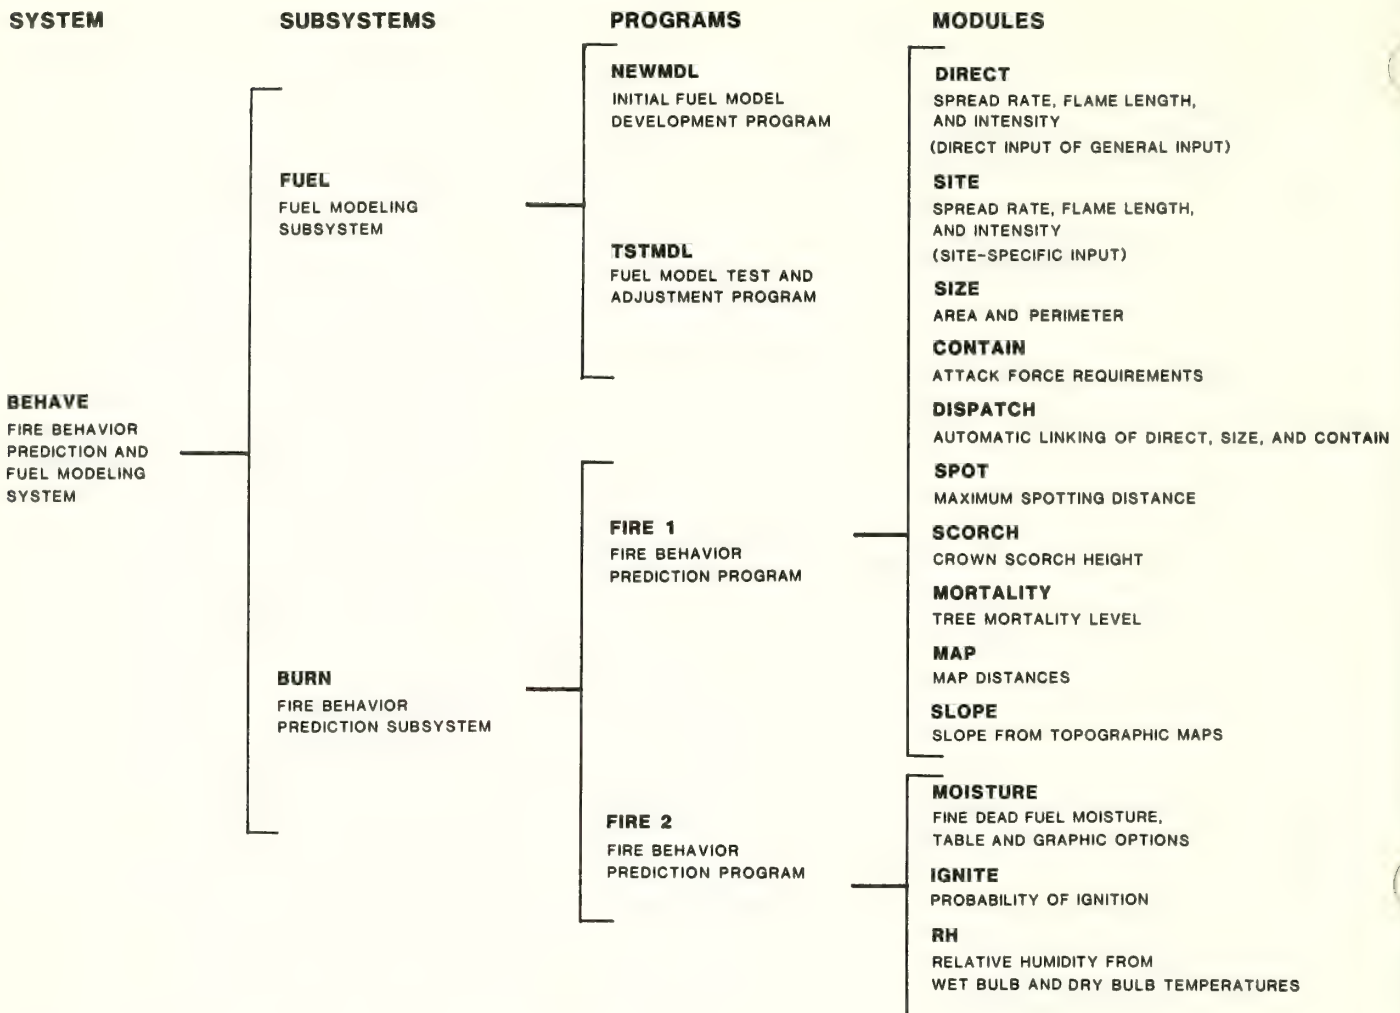 SYSTEM
SUBSYSTEMS
PROGRAMS
MODULES
BEHAVE
FIRE BEHAVIOR
PREDICTION AND
FUEL MODELING
SYSTEM
FUEL
FUEL MODELING
SUBSYSTEM
BURN
FIRE BEHAVIOR
PREDICTION SUBSYSTEM
NEWMDL
INITIAL FUEL MODEL
DEVELOPMENT PROGRAM
TSTMDL
FUEL MODEL TEST AND
ADJUSTMENT PROGRAM
FIRE 1
FIRE BEHAVIOR
PREDICTION PROGRAM
FIRE 2
FIRE BEHAVIOR
PREDICTION PROGRAM
DIRECT
SPREAD RATE, FLAME LENGTH,
AND INTENSITY
(DIRECT INPUT OF GENERAL INPUT)
SITE
SPREAD RATE, FLAME LENGTH,
AND INTENSITY
(SITE-SPECIFIC INPUT)
SIZE
AREA AND PERIMETER
CONTAIN
ATTACK FORCE REQUIREMENTS
DISPATCH
AUTOMATIC LINKING OF DIRECT, SIZE, AND CONTAIN
SPOT
MAXIMUM SPOTTING DISTANCE
SCORCH
CROWN SCORCH HEIGHT
MORTALITY
TREE MORTALITY LEVEL
MAP
MAP DISTANCES
SLOPE
SLOPE FROM TOPOGRAPHIC MAPS
MOISTURE
FINE DEAD FUEL MOISTURE,
TABLE AND GRAPHIC OPTIONS
IGNITE
PROBABILITY OF IGNITION
RH
RELATIVE HUMIDITY FROM
WET BULB AND DRY BULB TEMPERATURES